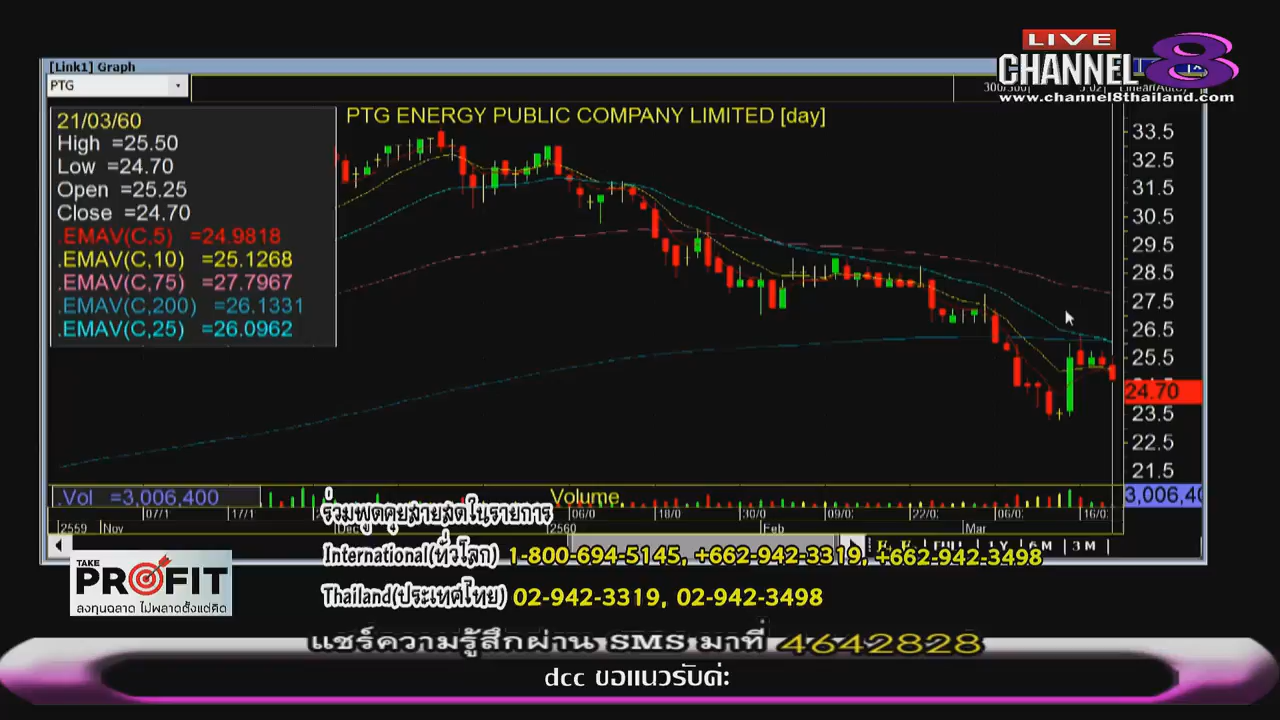 LIVE
CHANNEL 8
www.channel8thailand.com
[Link1] Graph
PTG
PTG ENERGY PUBLIC COMPANY LIMITED [day]
21/03/60
High =25.50
Low =24.70
Open =25.25
Close =24.70
.EMAV(C,5) =24.9818
.EMAV(C,10) =25.1268
.EMAV(C,75) =27.7967
.EMAV(C,200) =26.1331
.EMAV(C,25) =26.0962
33.5
32.5
31.5
30.5
29.5
28.5
27.5
26.5
25.5
24.70
23.5
22.5
21.5
.Vol =3,006,400
Volume
3,006,40
07/1 17/1 06/0 18/0 30/0 09/0 22/0 06/0 16/0
2559 Nov Dec 2560 Feb Mar
ร่วมพูดคุยสายสดในรายการ
International(ทั่วโลก) 1-800-694-5145, +662-942-3319, +662-942-3498
Thailand(ประเทศไทย) 02-942-3319, 02-942-3498
TAKE
PROFIT
ลงทุนฉลาด ไม่พลาดตั้งแต่คิด
แชร์ความรู้สึกผ่าน SMS มาที่ 4642828
dcc ขอแนวรับค่ะ